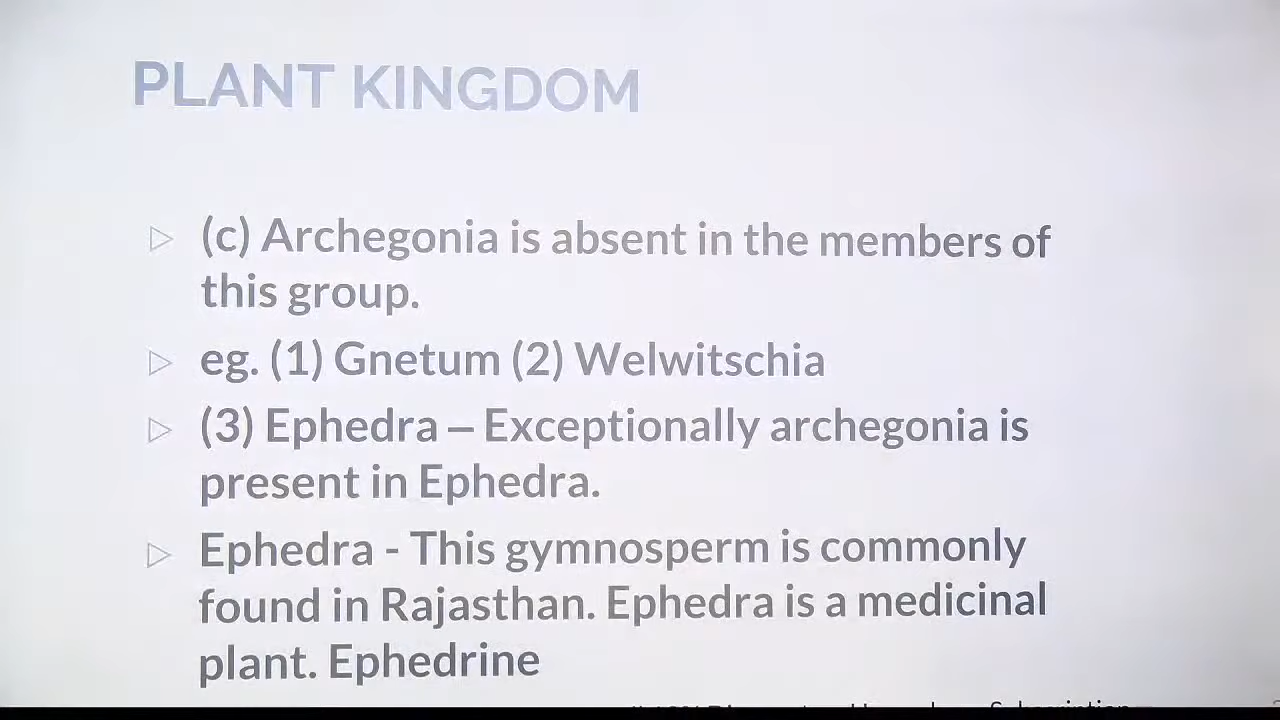 PLANT KINGDOM
(c) Archegonia is absent in the members of
this group.
eg. (1) Gnetum (2) Welwitschia
(3) Ephedra – Exceptionally archegonia is
present in Ephedra.
Ephedra - This gymnosperm is commonly
found in Rajasthan. Ephedra is a medicinal
plant. Ephedrine